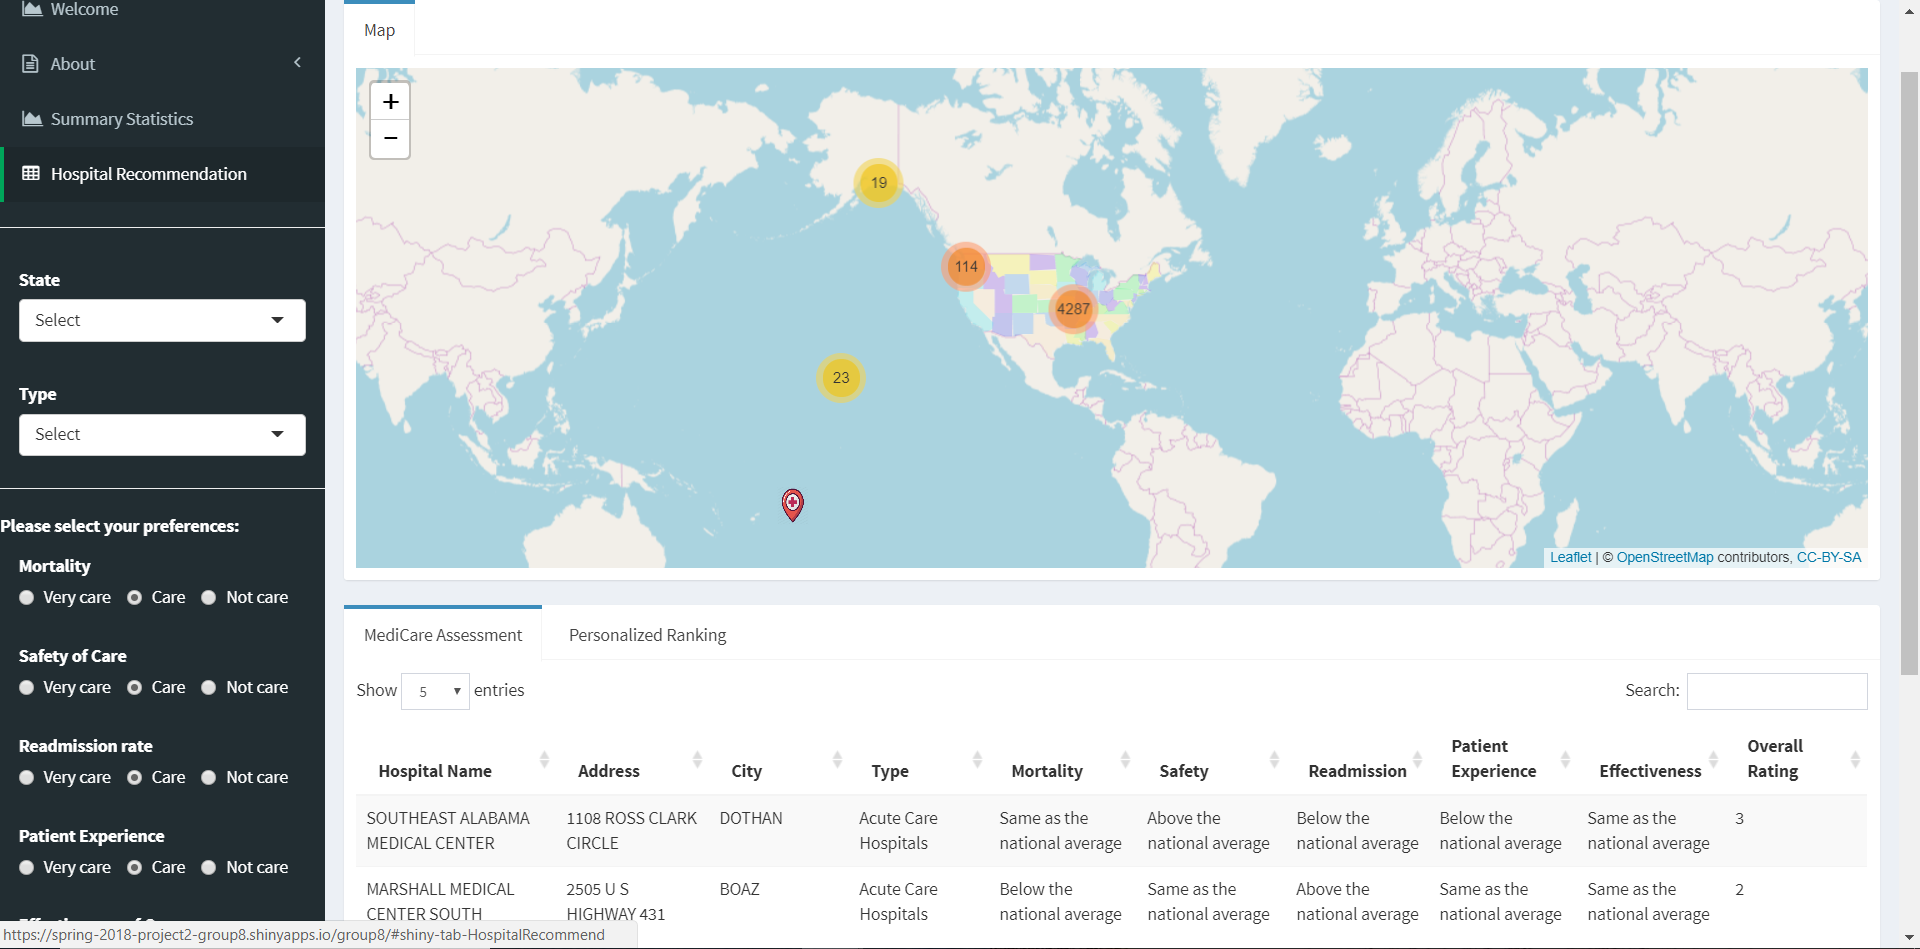 Welcome
About
Summary Statistics
Hospital Recommendation
State
Select
Type
Select
Please select your preferences:
Mortality
Very care Care Not care
Safety of Care
Very care Care Not care
Readmission rate
Very care Care Not care
Patient Experience
Very care Care Not care
https://spring-2018-project2-group8.shinyapps.io/group8/#shiny-tab-HospitalRecommend
Map
+
−
19
114
4287
23
Leaflet | © OpenStreetMap contributors, CC-BY-SA
MediCare Assessment Personalized Ranking
Show 5 entries Search:
Hospital Name Address City Type Mortality Safety Readmission Patient Experience Effectiveness Overall Rating
SOUTHEAST ALABAMA 1108 ROSS CLARK DOTHAN Acute Care Same as the Above the Below the Below the Same as the 3
MEDICAL CENTER CIRCLE Hospitals national average national average national average national average national average
MARSHALL MEDICAL 2505 U S BOAZ Acute Care Below the Same as the Above the Same as the Same as the 2
CENTER SOUTH HIGHWAY 431 Hospitals national average national average national average national average national average